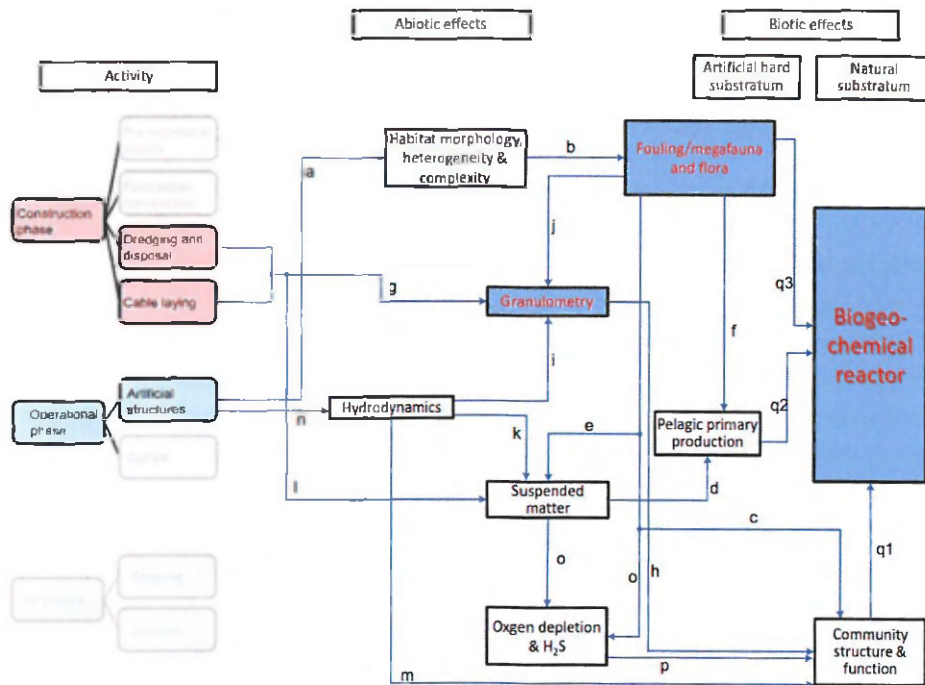 Abiotic effects
Biotic effects
Activity
Artificial hard
substratum
Natural
substratum
Habitat morphology,
heterogeneity &
complexity
Fouling/megafauna
and flora
Construction
phase
Dredging and
disposal
Cable laying
Granulometry
Biogeo-
chemical
reactor
Artificial
structures
Operational
phase
Hydrodynamics
Pelagic primary
production
Suspended
matter
Oxgen depletion
& H₂S
Community
structure &
function
a
b
j
g
i
f
q3
n
k
e
q2
l
d
c
o
o
h
q1
p
m